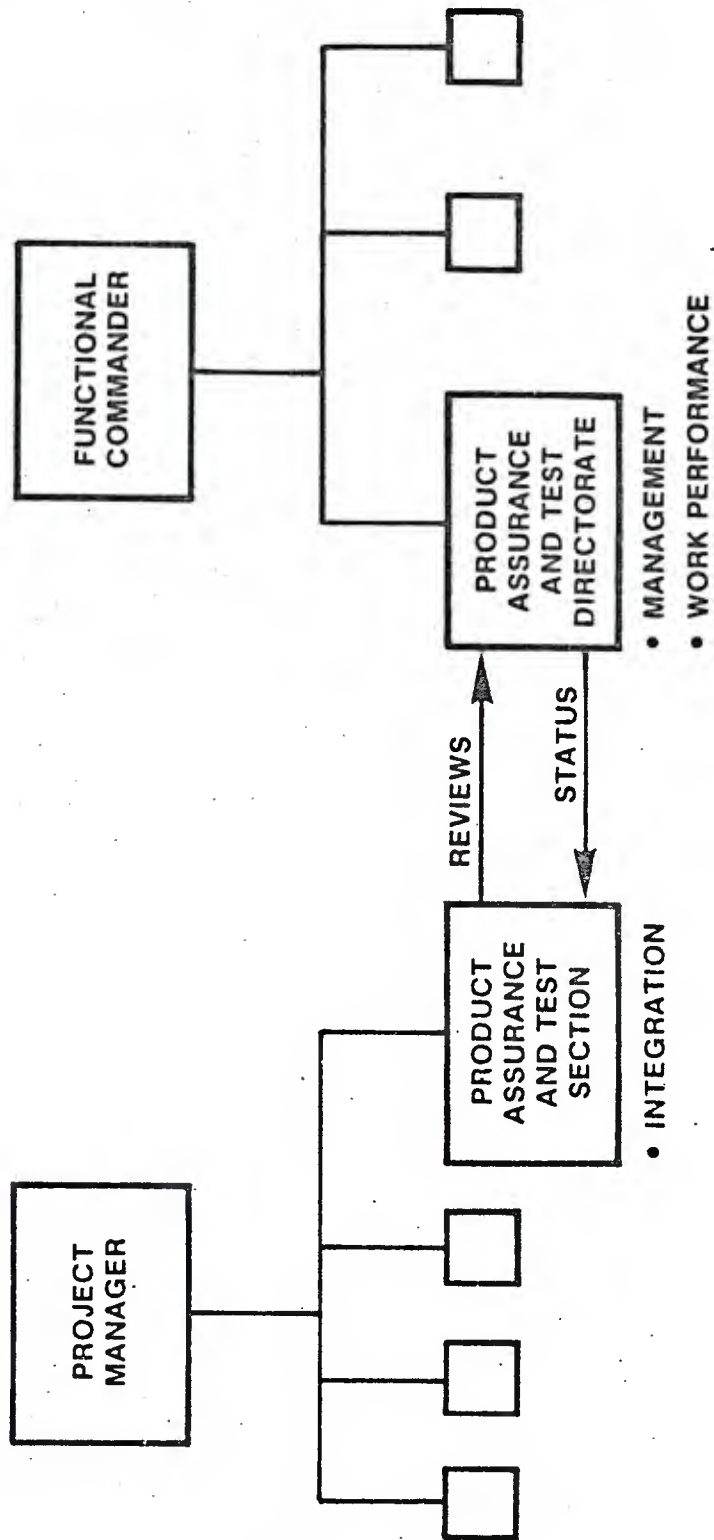 PROJECT
MANAGER
FUNCTIONAL
COMMANDER
PRODUCT
ASSURANCE
AND TEST
SECTION
• INTEGRATION
REVIEWS
STATUS
PRODUCT
ASSURANCE
AND TEST
DIRECTORATE
• MANAGEMENT
• WORK PERFORMANCE